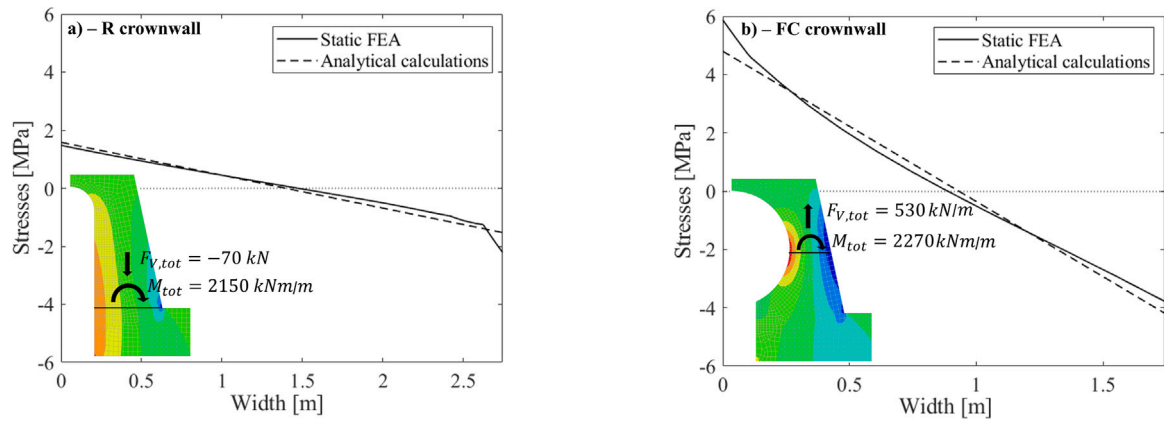 a) – R crownwall
Static FEA
Analytical calculations
Stresses [MPa]
6
4
2
0
-2
-4
-6
F_{V,tot} = −70 kN
M_{tot} = 2150 kNm/m
0
0.5
1
1.5
2
2.5
Width [m]
b) – FC crownwall
Static FEA
Analytical calculations
Stresses [MPa]
6
4
2
0
-2
-4
-6
F_{V,tot} = 530 kN/m
M_{tot} = 2270kNm/m
0
0.5
1
1.5
Width [m]